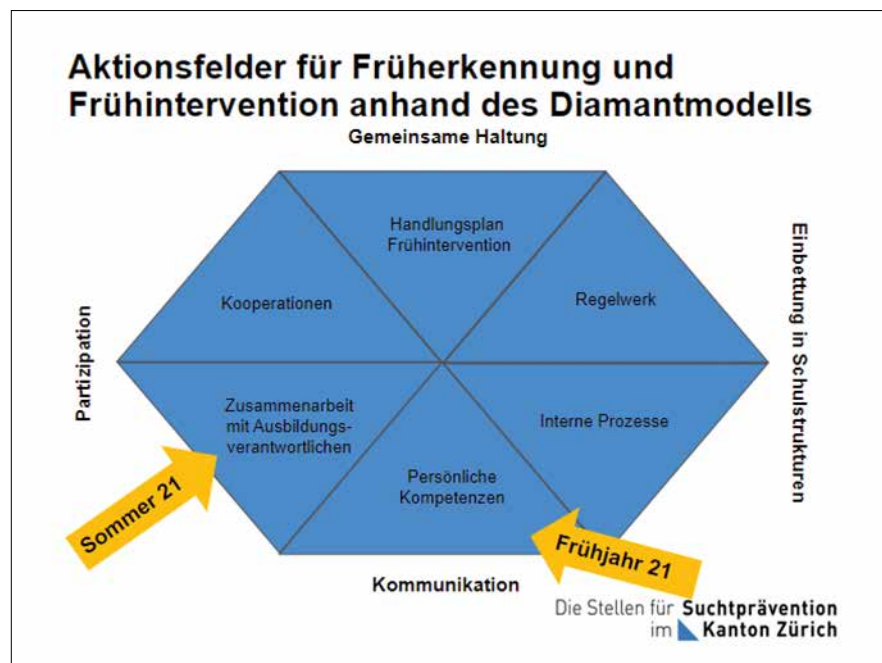 Aktionsfelder für Früherkennung und
Frühintervention anhand des Diamantmodells
Gemeinsame Haltung
Handlungsplan
Frühintervention
Kooperationen
Regelwerk
Partizipation
Einbettung in Schulstrukturen
Zusammenarbeit
mit Ausbildungs-
verantwortlichen
Interne Prozesse
Persönliche
Kompetenzen
Sommer 21
Frühjahr 21
Kommunikation
Die Stellen für Suchtprävention
im Kanton Zürich